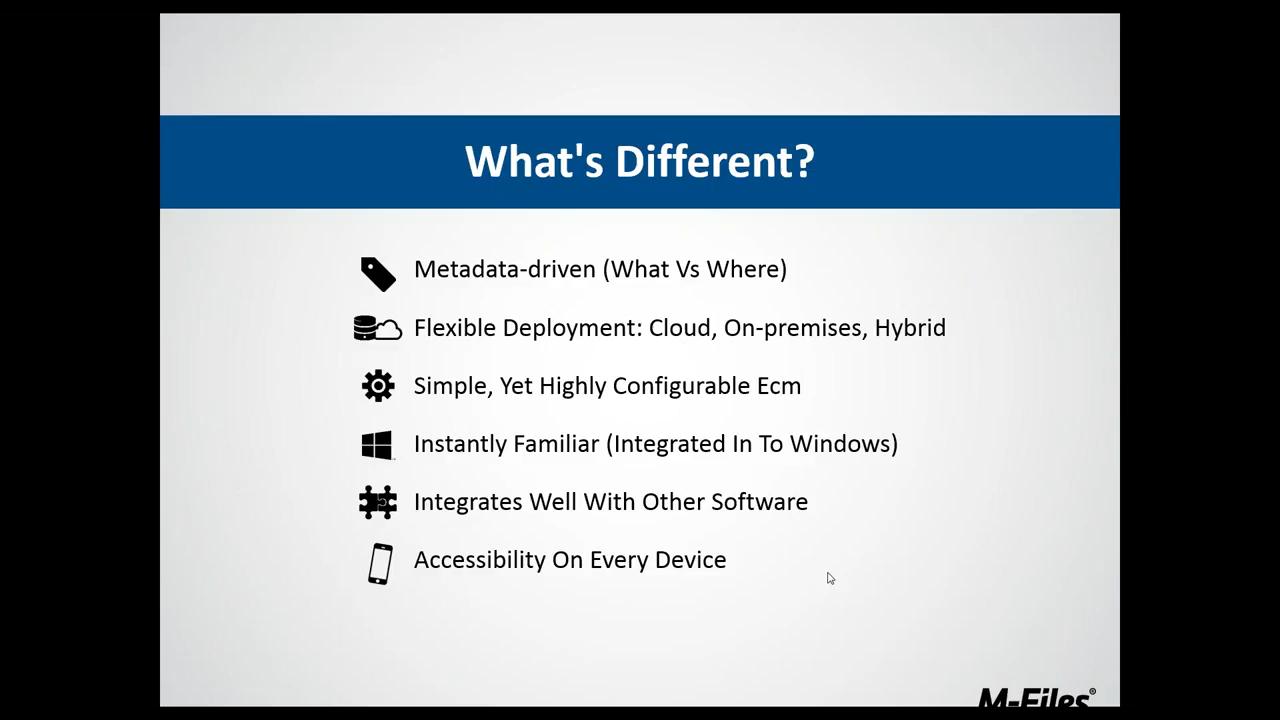 What's Different?
Metadata-driven (What Vs Where)
Flexible Deployment: Cloud, On-premises, Hybrid
Simple, Yet Highly Configurable Ecm
Instantly Familiar (Integrated In To Windows)
Integrates Well With Other Software
Accessibility On Every Device
M-Files®